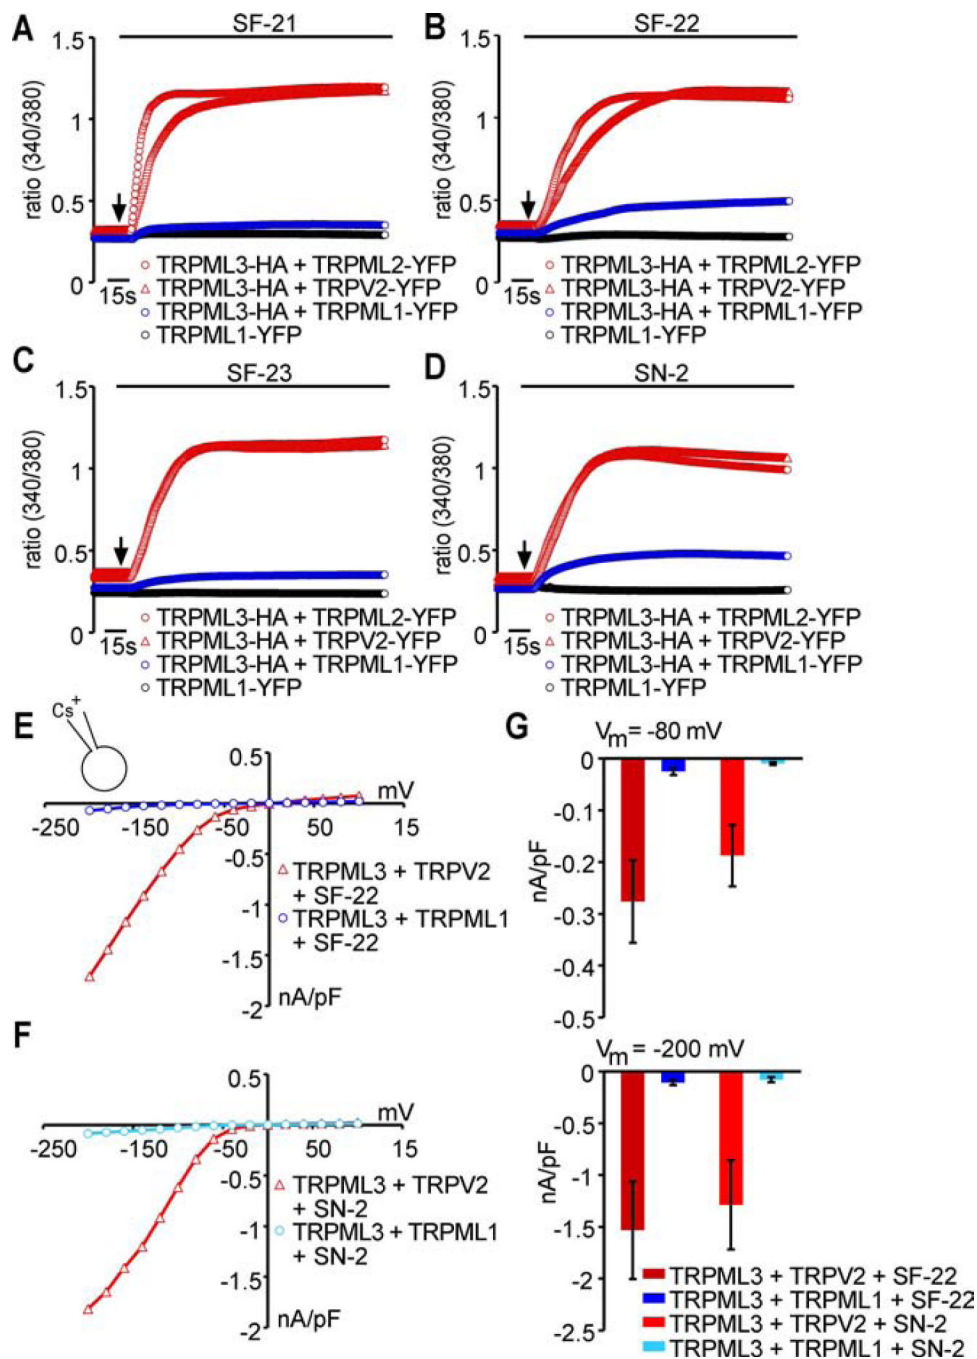 A
SF-21
1.5
1
0.5
0
ratio (340/380)
15s
TRPML3-HA + TRPML2-YFP
TRPML3-HA + TRPV2-YFP
TRPML3-HA + TRPML1-YFP
TRPML1-YFP
B
SF-22
1.5
1
0.5
0
ratio (340/380)
15s
TRPML3-HA + TRPML2-YFP
TRPML3-HA + TRPV2-YFP
TRPML3-HA + TRPML1-YFP
TRPML1-YFP
C
SF-23
1.5
1
0.5
0
ratio (340/380)
15s
TRPML3-HA + TRPML2-YFP
TRPML3-HA + TRPV2-YFP
TRPML3-HA + TRPML1-YFP
TRPML1-YFP
D
SN-2
1.5
1
0.5
0
ratio (340/380)
15s
TRPML3-HA + TRPML2-YFP
TRPML3-HA + TRPV2-YFP
TRPML3-HA + TRPML1-YFP
TRPML1-YFP
E
Cs+
0.5
mV
-250
-150
-50
50
15
-0.5
-1
-1.5
-2
nA/pF
TRPML3 + TRPV2
+ SF-22
TRPML3 + TRPML1
+ SF-22
F
0.5
mV
-250
-150
-50
50
15
-0.5
-1
-1.5
-2
nA/pF
TRPML3 + TRPV2
+ SN-2
TRPML3 + TRPML1
+ SN-2
G
Vm = -80 mV
0
-0.1
-0.2
-0.3
-0.4
-0.5
nA/pF
Vm = -200 mV
0
-0.5
-1
-1.5
-2
-2.5
nA/pF
TRPML3 + TRPV2 + SF-22
TRPML3 + TRPML1 + SF-22
TRPML3 + TRPV2 + SN-2
TRPML3 + TRPML1 + SN-2